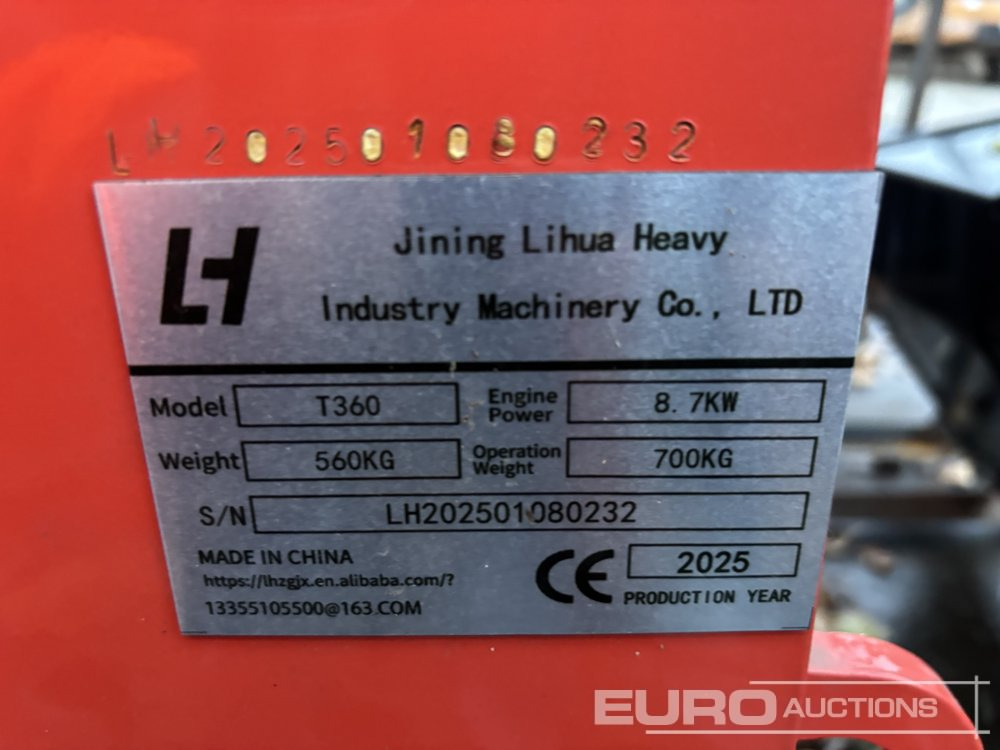 LH202501080232
LH
Jining Lihua Heavy
Industry Machinery Co., LTD
Model T360 Engine Power 8.7KW
Weight 560KG Operation Weight 700KG
S/N LH202501080232
MADE IN CHINA
https://lhzgjx.en.alibaba.com/?
13355105500@163.COM
CE 2025
PRODUCTION YEAR
EURO AUCTIONS